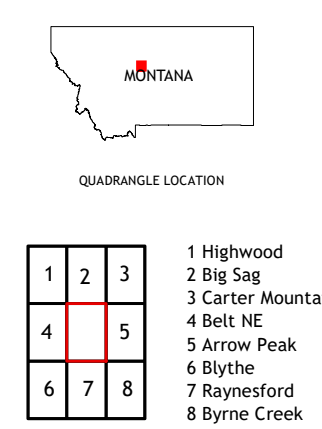 MONTANA
QUADRANGLE LOCATION
1 2 3
4 5
6 7 8
1 Highwood
2 Big Sag
3 Carter Mounta
4 Belt NE
5 Arrow Peak
6 Blythe
7 Raynesford
8 Byrne Creek